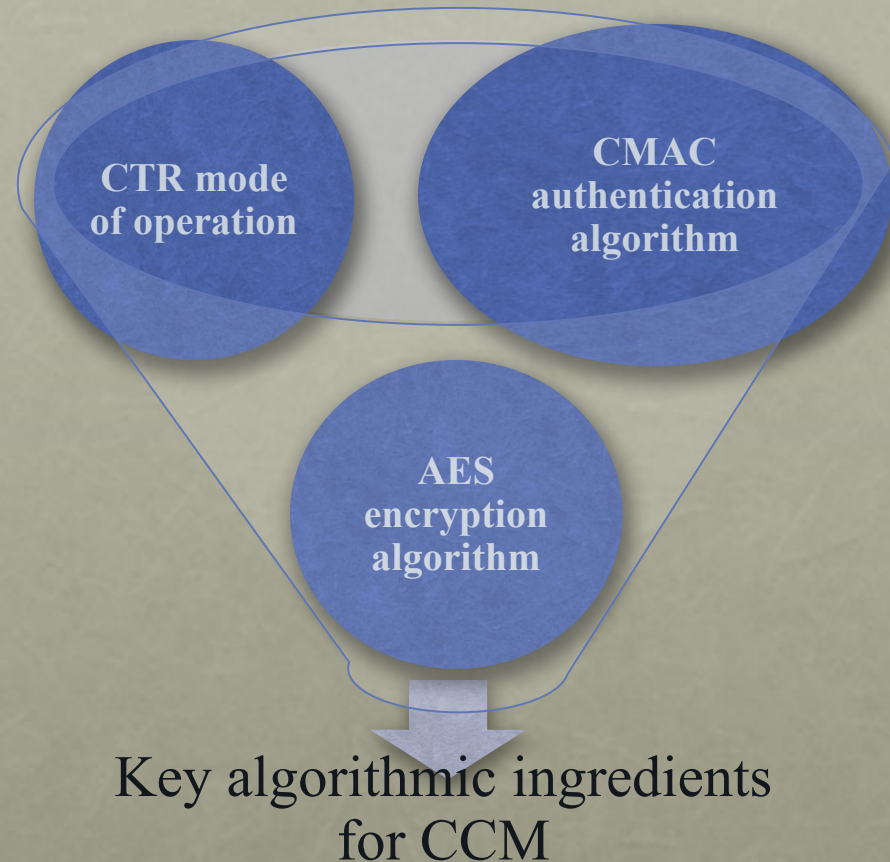 CTR mode
of operation
CMAC
authentication
algorithm
AES
encryption
algorithm
Key algorithmic ingredients
for CCM